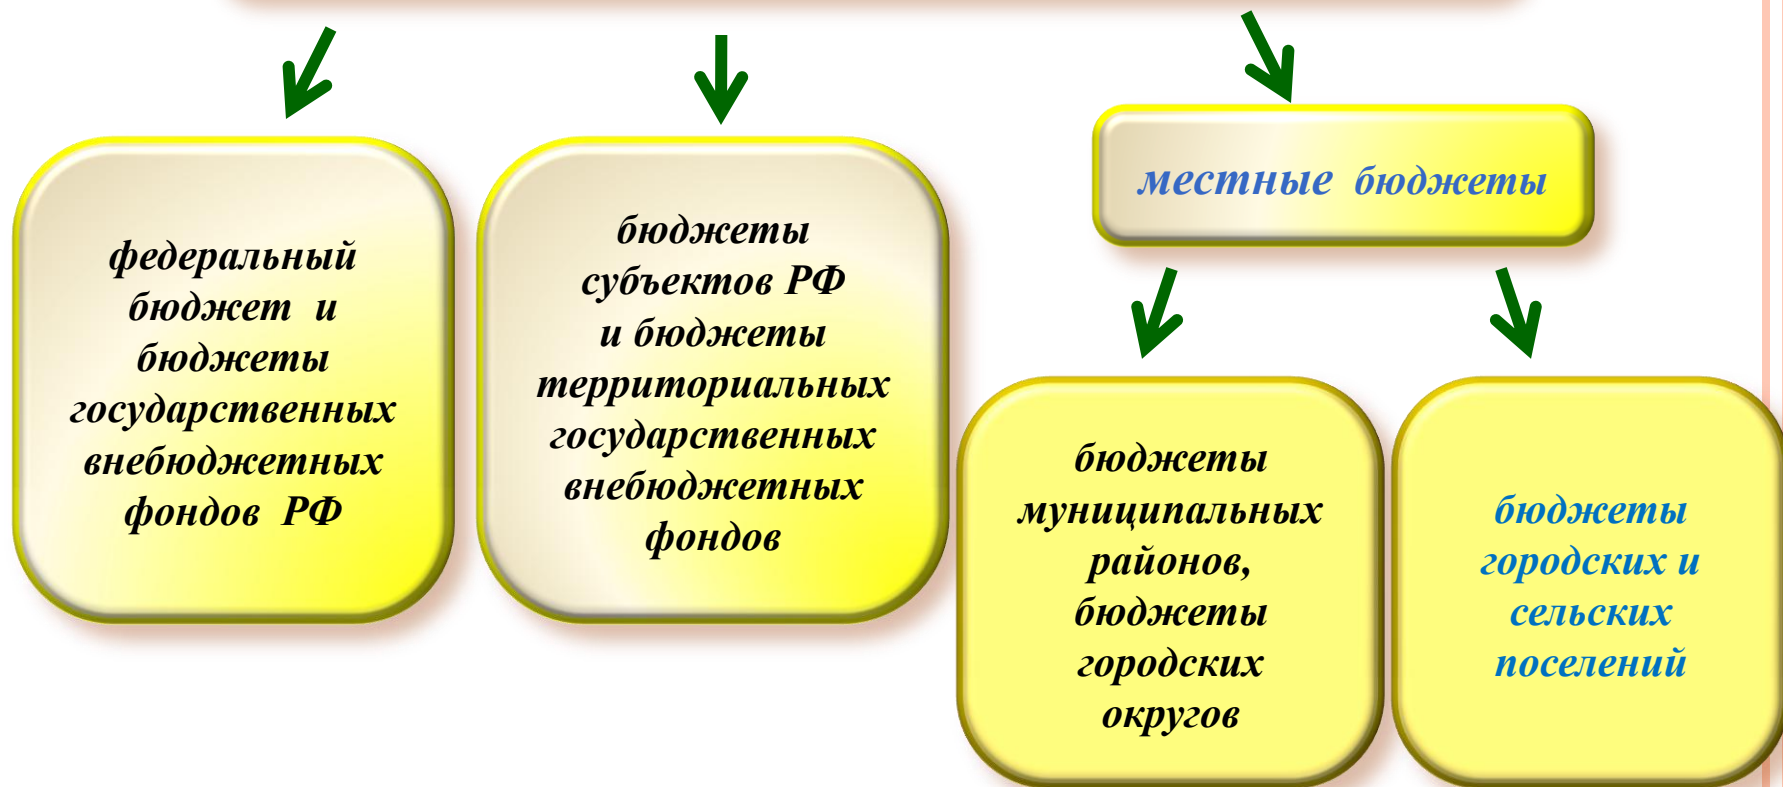 федеральный
бюджет и
бюджеты
государственных
внебюджетных
фондов РФ
бюджеты
субъектов РФ
и бюджеты
территориальных
государственных
внебюджетных
фондов
местные бюджеты
бюджеты
муниципальных
районов,
бюджеты
городских
округов
бюджеты
городских и
сельских
поселений